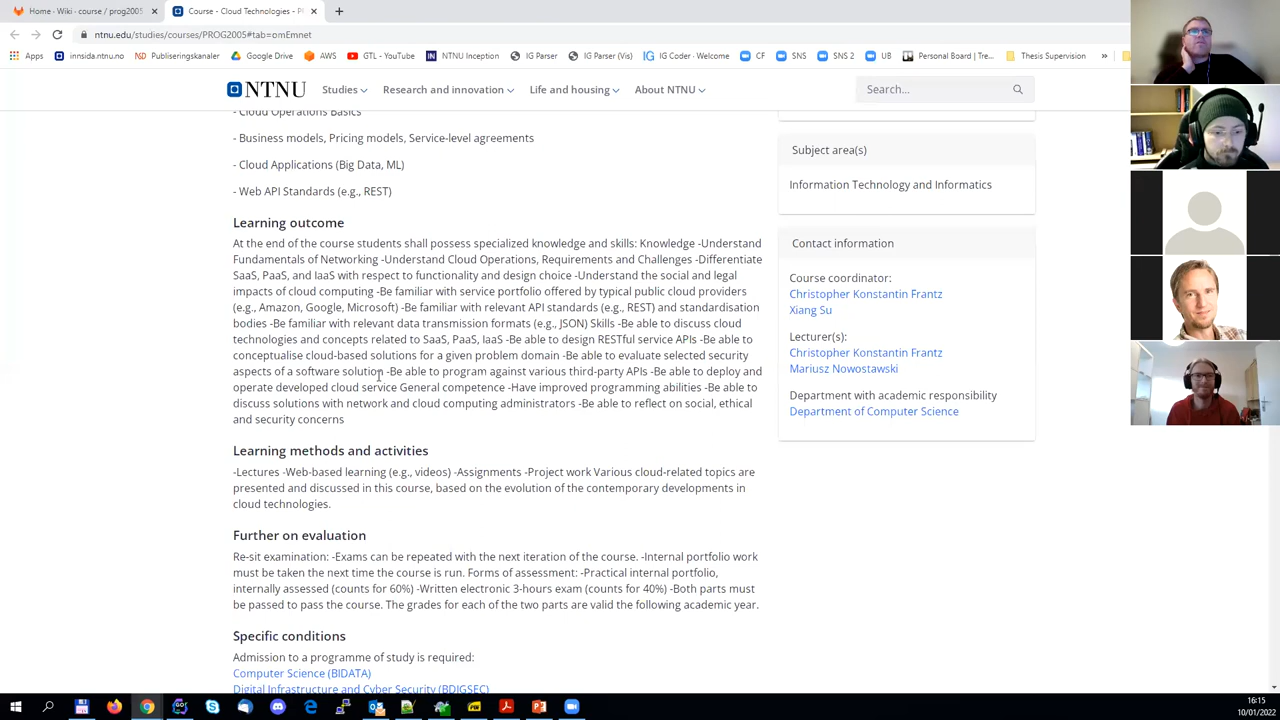 Home · Wiki · course / prog2005
Course - Cloud Technologies - P
ntnu.edu/studies/courses/PROG2005#tab=omEmnet
Apps
innsida.ntnu.no
Publiseringskanaler
Google Drive
AWS
GTL - YouTube
NTNU Inception
IG Parser
IG Parser (Vis)
IG Coder · Welcome
CF
SNS
SNS 2
UB
Personal Board | Tre...
Thesis Supervision
»
NTNU
Studies
Research and innovation
Life and housing
About NTNU
Search...
- Cloud Operations Basics
- Business models, Pricing models, Service-level agreements
- Cloud Applications (Big Data, ML)
- Web API Standards (e.g., REST)
Learning outcome
At the end of the course students shall possess specialized knowledge and skills: Knowledge -Understand
Fundamentals of Networking -Understand Cloud Operations, Requirements and Challenges -Differentiate
SaaS, PaaS, and IaaS with respect to functionality and design choice -Understand the social and legal
impacts of cloud computing -Be familiar with service portfolio offered by typical public cloud providers
(e.g., Amazon, Google, Microsoft) -Be familiar with relevant API standards (e.g., REST) and standardisation
bodies -Be familiar with relevant data transmission formats (e.g., JSON) Skills -Be able to discuss cloud
technologies and concepts related to SaaS, PaaS, IaaS -Be able to design RESTful service APIs -Be able to
conceptualise cloud-based solutions for a given problem domain -Be able to evaluate selected security
aspects of a software solution -Be able to program against various third-party APIs -Be able to deploy and
operate developed cloud service General competence -Have improved programming abilities -Be able to
discuss solutions with network and cloud computing administrators -Be able to reflect on social, ethical
and security concerns
Learning methods and activities
-Lectures -Web-based learning (e.g., videos) -Assignments -Project work Various cloud-related topics are
presented and discussed in this course, based on the evolution of the contemporary developments in
cloud technologies.
Further on evaluation
Re-sit examination: -Exams can be repeated with the next iteration of the course. -Internal portfolio work
must be taken the next time the course is run. Forms of assessment: -Practical internal portfolio,
internally assessed (counts for 60%) -Written electronic 3-hours exam (counts for 40%) -Both parts must
be passed to pass the course. The grades for each of the two parts are valid the following academic year.
Specific conditions
Admission to a programme of study is required:
Computer Science (BIDATA)
Digital Infrastructure and Cyber Security (BDIGSEC)
Subject area(s)
Information Technology and Informatics
Contact information
Course coordinator:
Christopher Konstantin Frantz
Xiang Su
Lecturer(s):
Christopher Konstantin Frantz
Mariusz Nowostawski
Department with academic responsibility
Department of Computer Science
16:15
10/01/2022